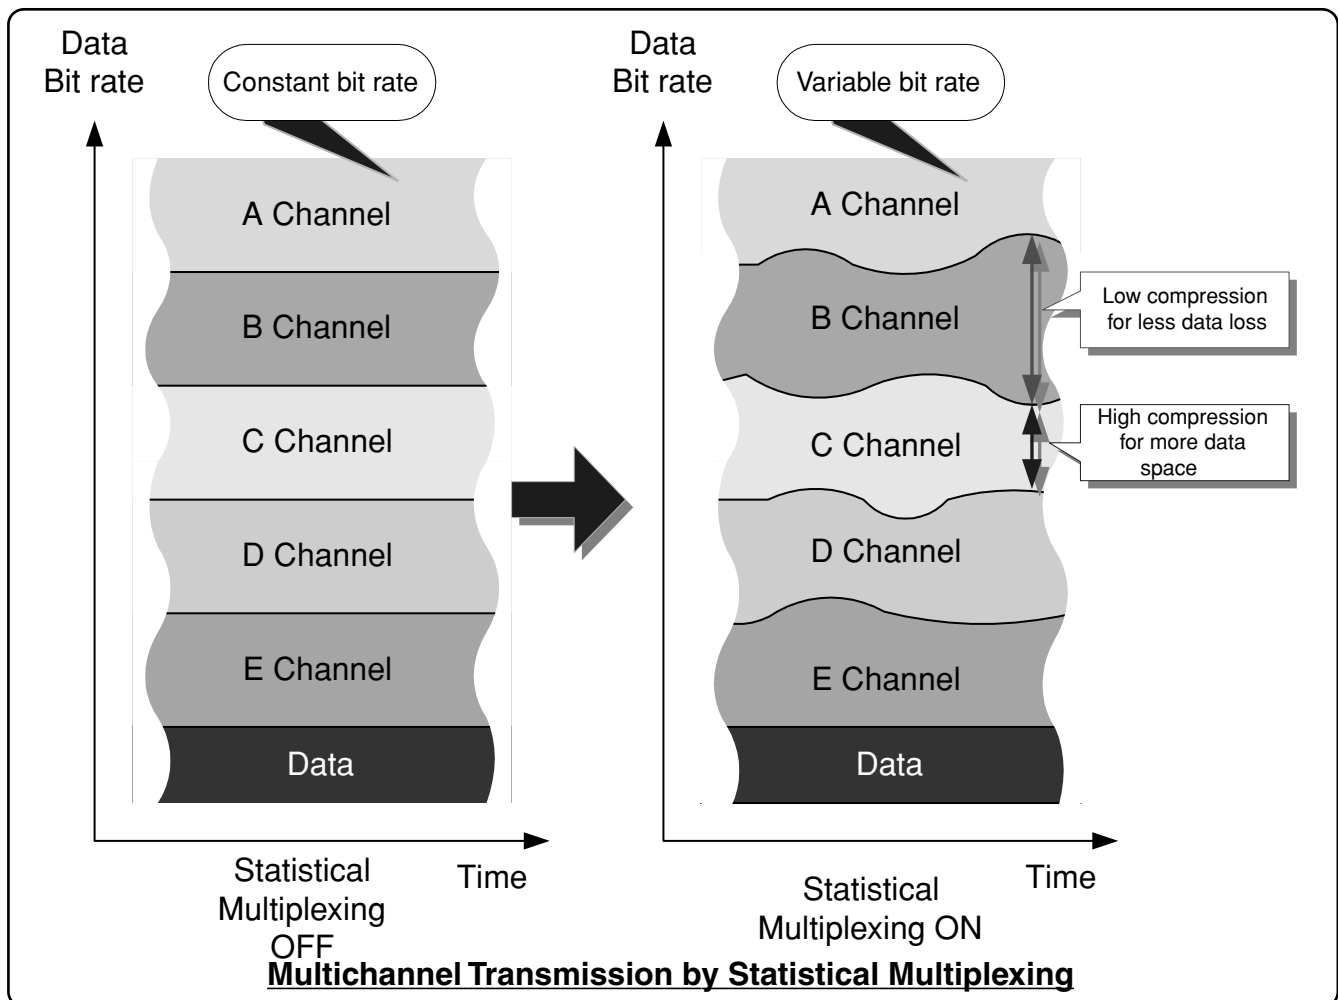 Data
Bit rate
Constant bit rate
A Channel
B Channel
C Channel
D Channel
E Channel
Data
Statistical
Multiplexing
OFF
Time
Data
Bit rate
Variable bit rate
A Channel
B Channel
C Channel
D Channel
E Channel
Data
Low compression
for less data loss
High compression
for more data
space
Statistical
Multiplexing ON
Time
Multichannel Transmission by Statistical Multiplexing